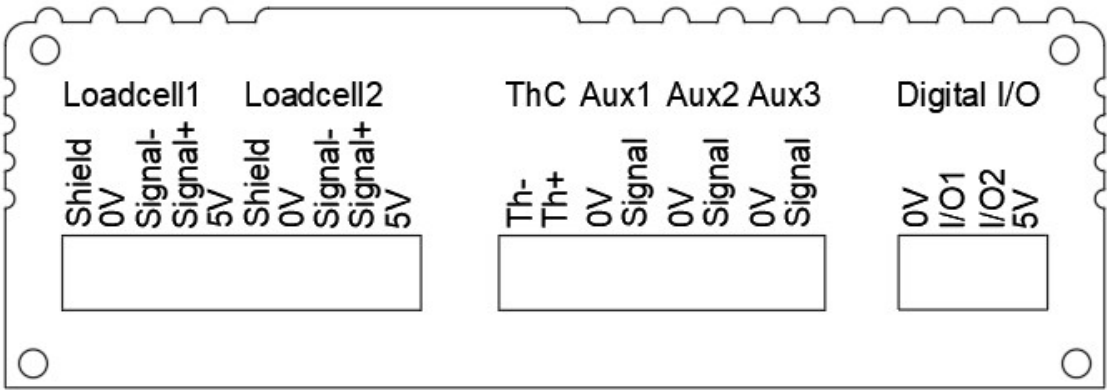 Loadcell1 Loadcell2 ThC Aux1 Aux2 Aux3 Digital I/O
Shield
0V
Signal-
Signal+
5V
Shield
0V
Signal-
Signal+
5V
Th-
Th+
0V
Signal
0V
Signal
0V
Signal
0V
I/O1
I/O2
5V